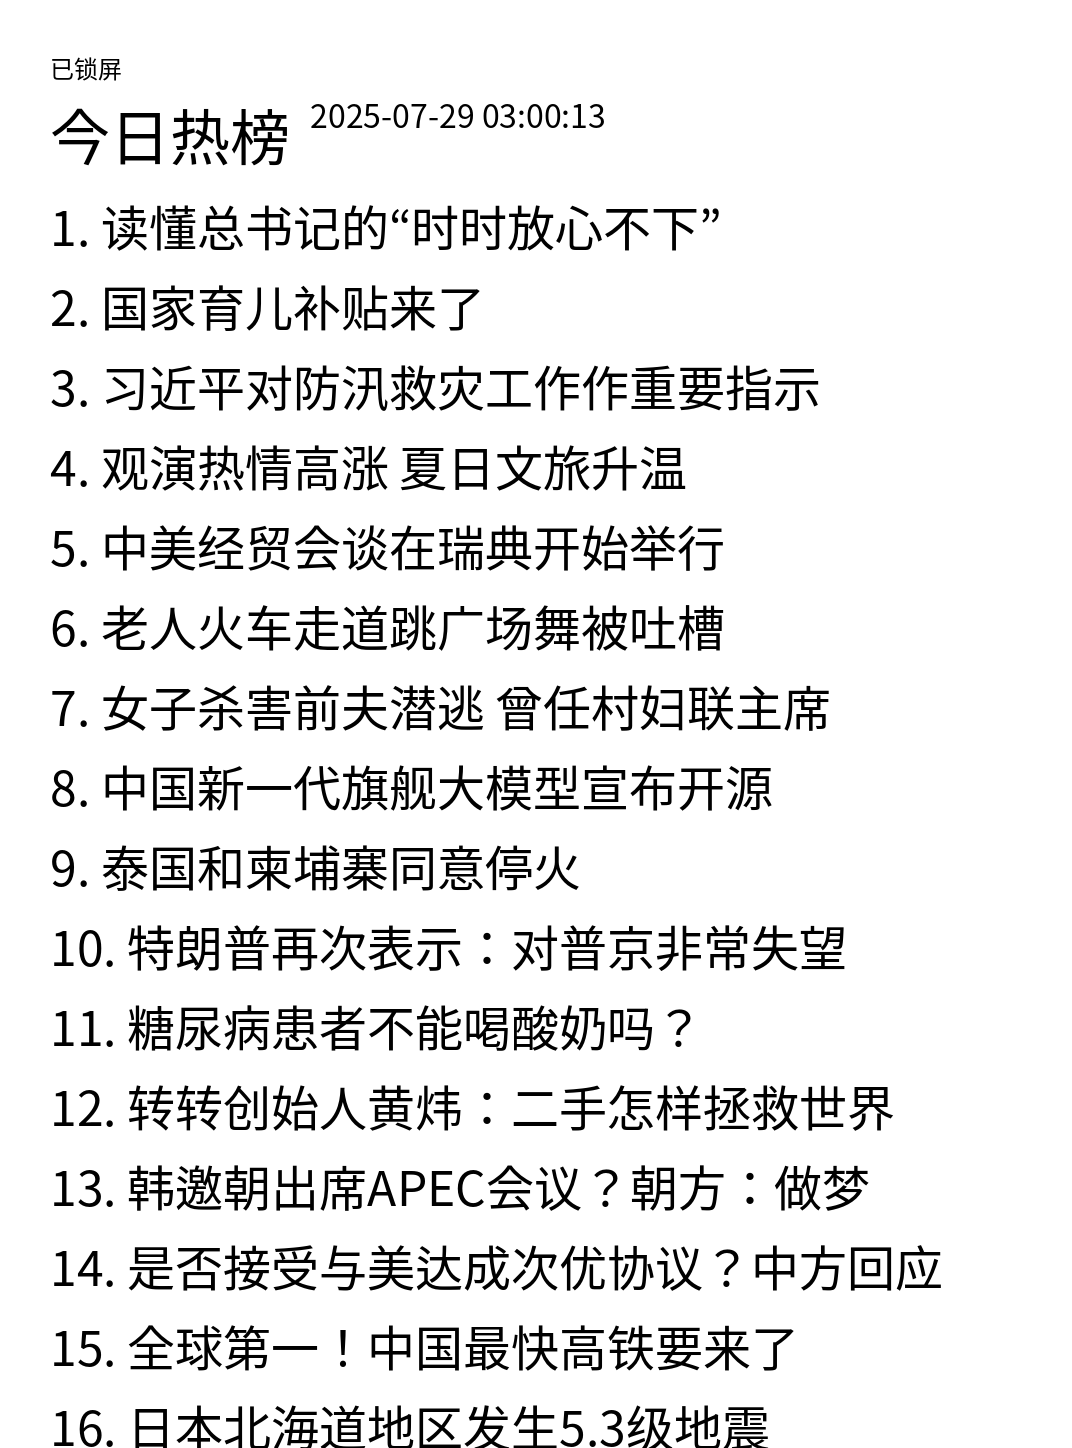 已锁屏
今日热榜 2025-07-29 03:00:13
1. 读懂总书记的“时时放心不下”
2. 国家育儿补贴来了
3. 习近平对防汛救灾工作作重要指示
4. 观演热情高涨 夏日文旅升温
5. 中美经贸会谈在瑞典开始举行
6. 老人火车走道跳广场舞被吐槽
7. 女子杀害前夫潜逃 曾任村妇联主席
8. 中国新一代旗舰大模型宣布开源
9. 泰国和柬埔寨同意停火
10. 特朗普再次表示：对普京非常失望
11. 糖尿病患者不能喝酸奶吗？
12. 转转创始人黄炜：二手怎样拯救世界
13. 韩邀朝出席APEC会议？朝方：做梦
14. 是否接受与美达成次优协议？中方回应
15. 全球第一！中国最快高铁要来了
16. 日本北海道地区发生5.3级地震